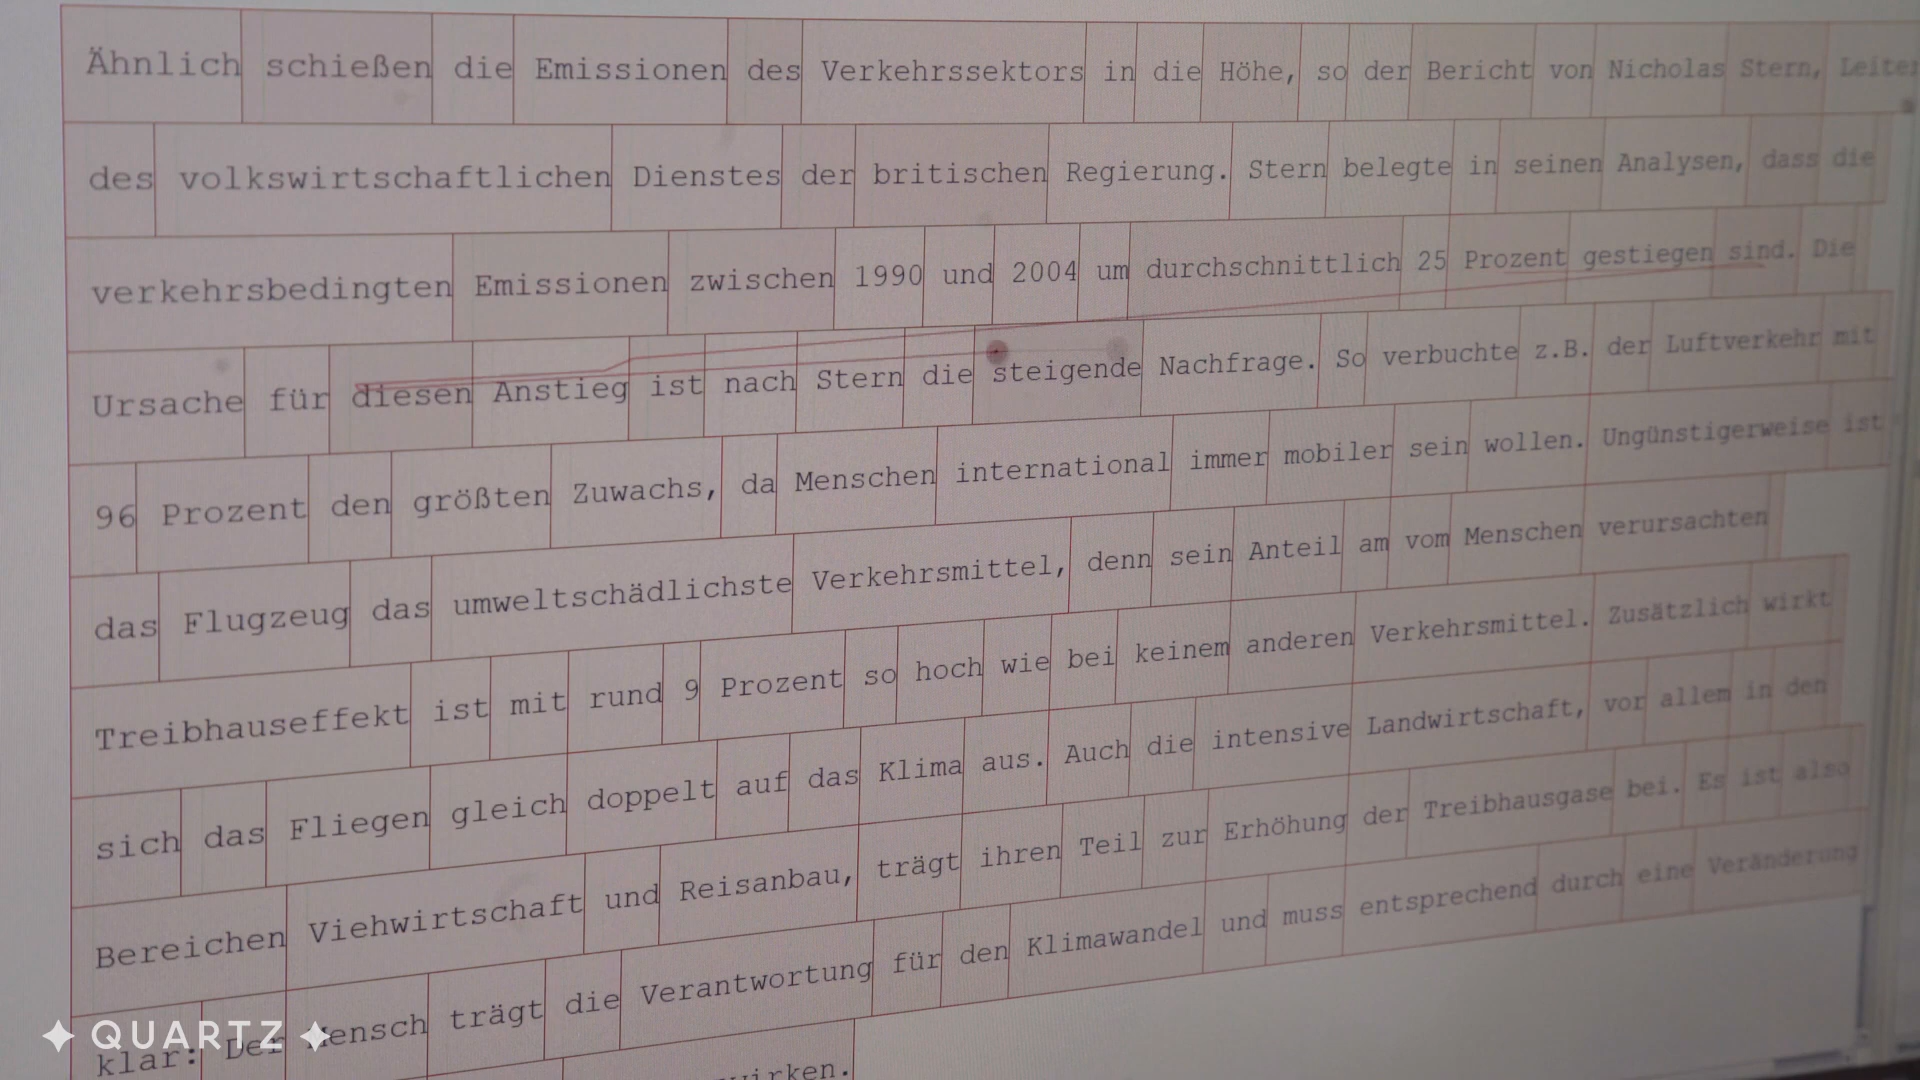 Ähnlich schießen die Emissionen des Verkehrssektors in die Höhe, so der Bericht von Nicholas Stern, Leiter
des volkswirtschaftlichen Dienstes der britischen Regierung. Stern belegte in seinen Analysen, dass die
verkehrsbedingten Emissionen zwischen 1990 und 2004 um durchschnittlich 25 Prozent gestiegen sind. Die
Ursache für diesen Anstieg ist nach Stern die steigende Nachfrage. So verbuchte z.B. der Luftverkehr mit
96 Prozent den größten Zuwachs, da Menschen international immer mobiler sein wollen. Ungünstigerweise ist
das Flugzeug das umweltschädlichste Verkehrsmittel, denn sein Anteil am vom Menschen verursachten
Treibhauseffekt ist mit rund 9 Prozent so hoch wie bei keinem anderen Verkehrsmittel. Zusätzlich wirkt
sich das Fliegen gleich doppelt auf das Klima aus. Auch die intensive Landwirtschaft, vor allem in den
Bereichen Viehwirtschaft und Reisanbau, trägt ihren Teil zur Erhöhung der Treibhausgase bei. Es ist also
klar: Der Mensch trägt die Verantwortung für den Klimawandel und muss entsprechend durch eine Veränderung
QUARTZ